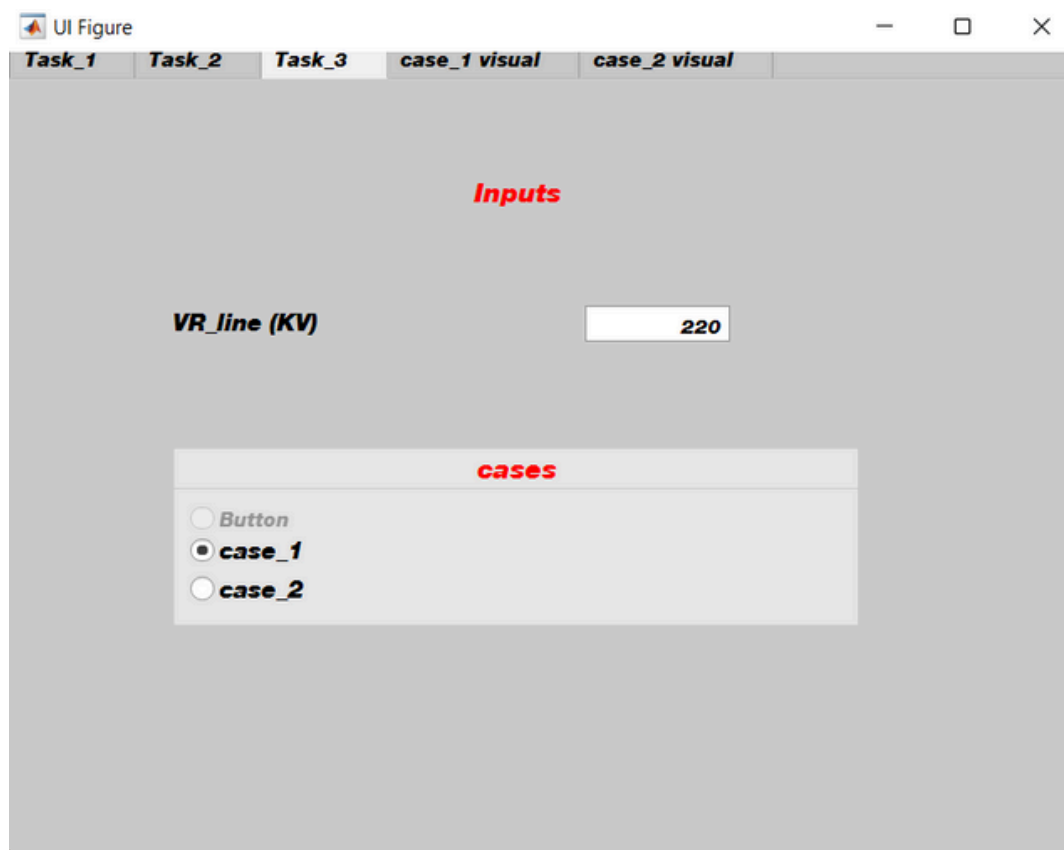 UI Figure
Task_1 Task_2 Task_3 case_1 visual case_2 visual
Inputs
VR_line (KV) 220
cases
Button
case_1
case_2